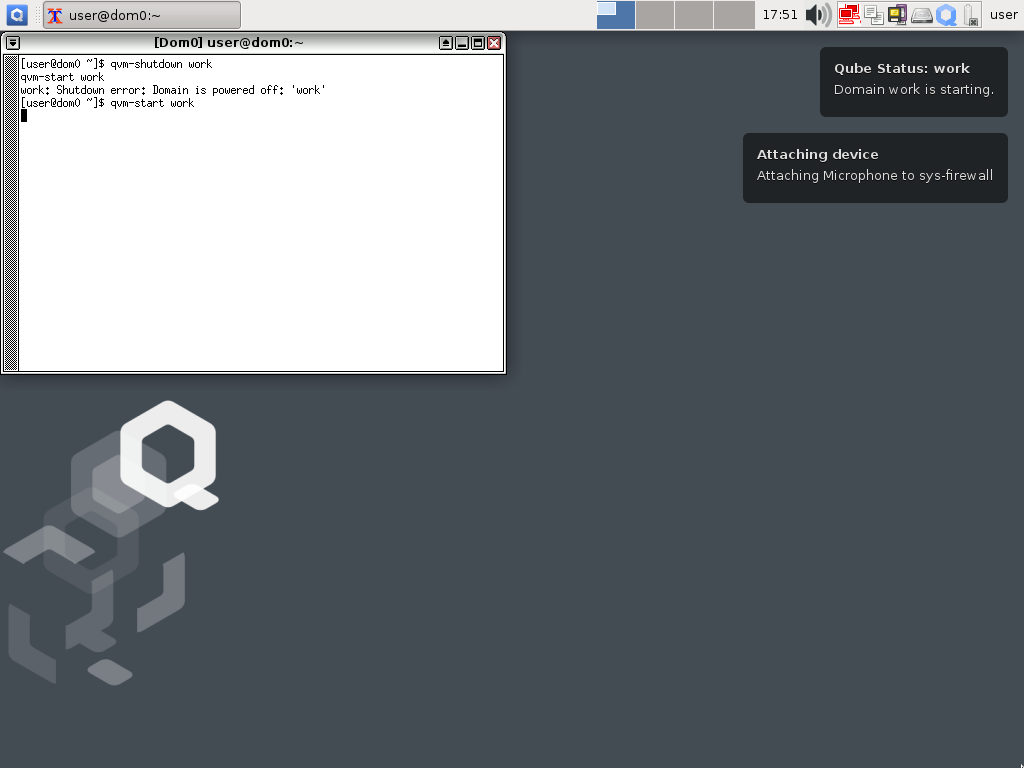 user@dom0:~
17:51
user
[Dom0] user@dom0:~
[user@dom0 ~]$ qvm-shutdown work
qvm-start work
work: Shutdown error: Domain is powered off: 'work'
[user@dom0 ~]$ qvm-start work
Qube Status: work
Domain work is starting.
Attaching device
Attaching Microphone to sys-firewall